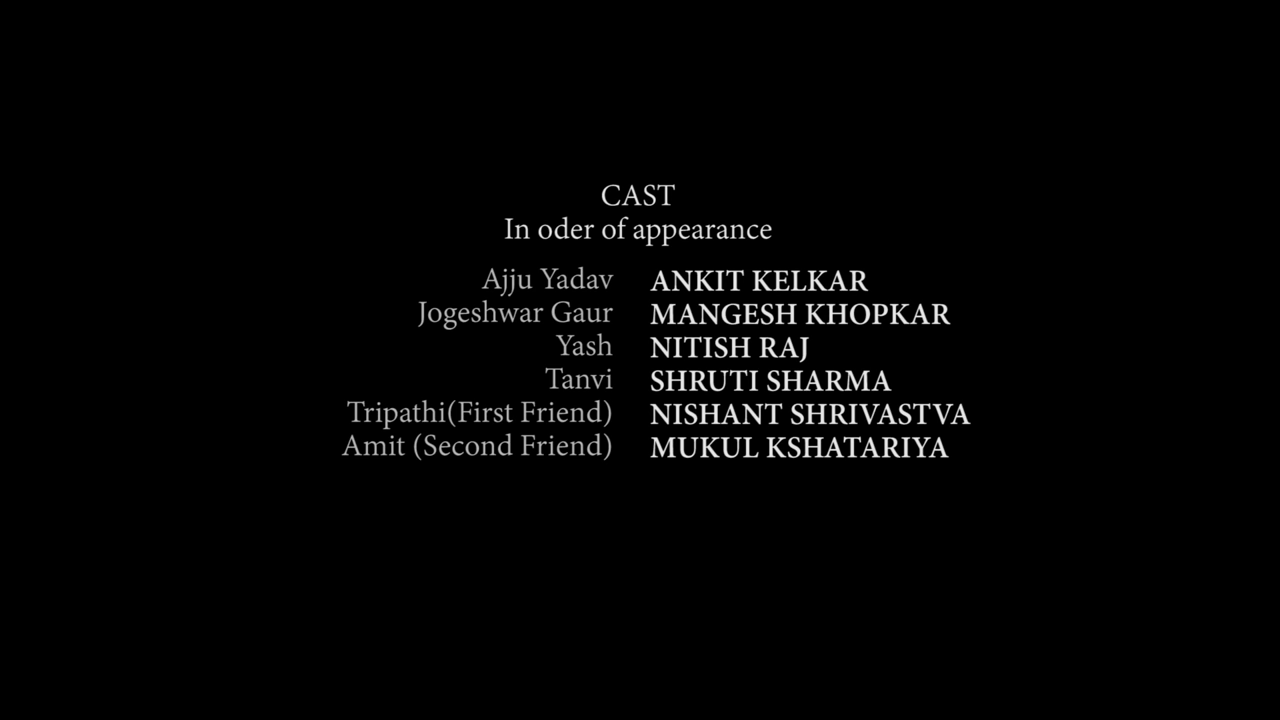 CAST
In oder of appearance
Ajju Yadav ANKIT KELKAR
Jogeshwar Gaur MANGESH KHOPKAR
Yash NITISH RAJ
Tanvi SHRUTI SHARMA
Tripathi(First Friend) NISHANT SHRIVASTVA
Amit (Second Friend) MUKUL KSHATARIYA